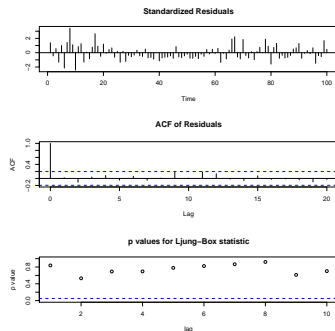 Standardized Residuals
2
0
−2
0 20 40 60 80 100
Time
ACF of Residuals
ACF
1.0
0.4
−0.2
0 5 10 15 20
Lag
p values for Ljung−Box statistic
p value
0.8
0.4
0.0
2 4 6 8 10
lag